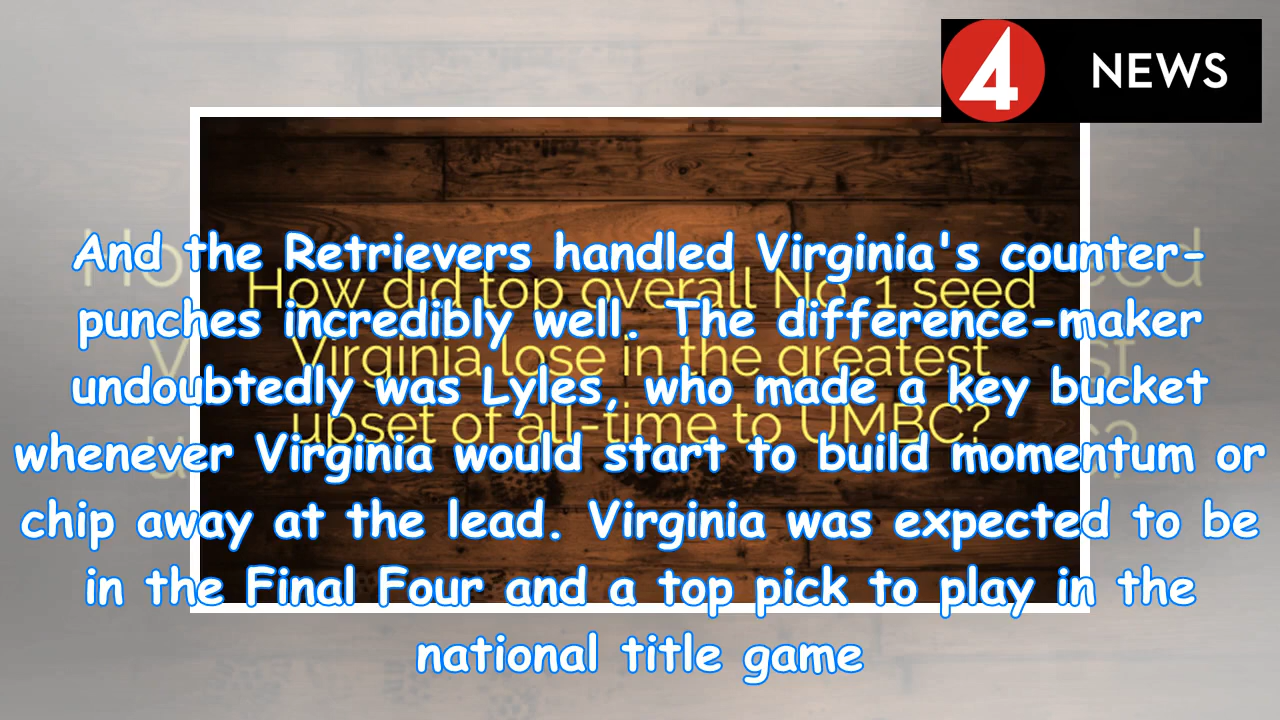 4 NEWS
And the Retrievers handled Virginia's counter-
punches incredibly well. The difference-maker
undoubtedly was Lyles, who made a key bucket
whenever Virginia would start to build momentum or
chip away at the lead. Virginia was expected to be
in the Final Four and a top pick to play in the
national title game
How did top overall No. 1 seed
Virginia lose in the greatest
upset of all-time to UMBC?